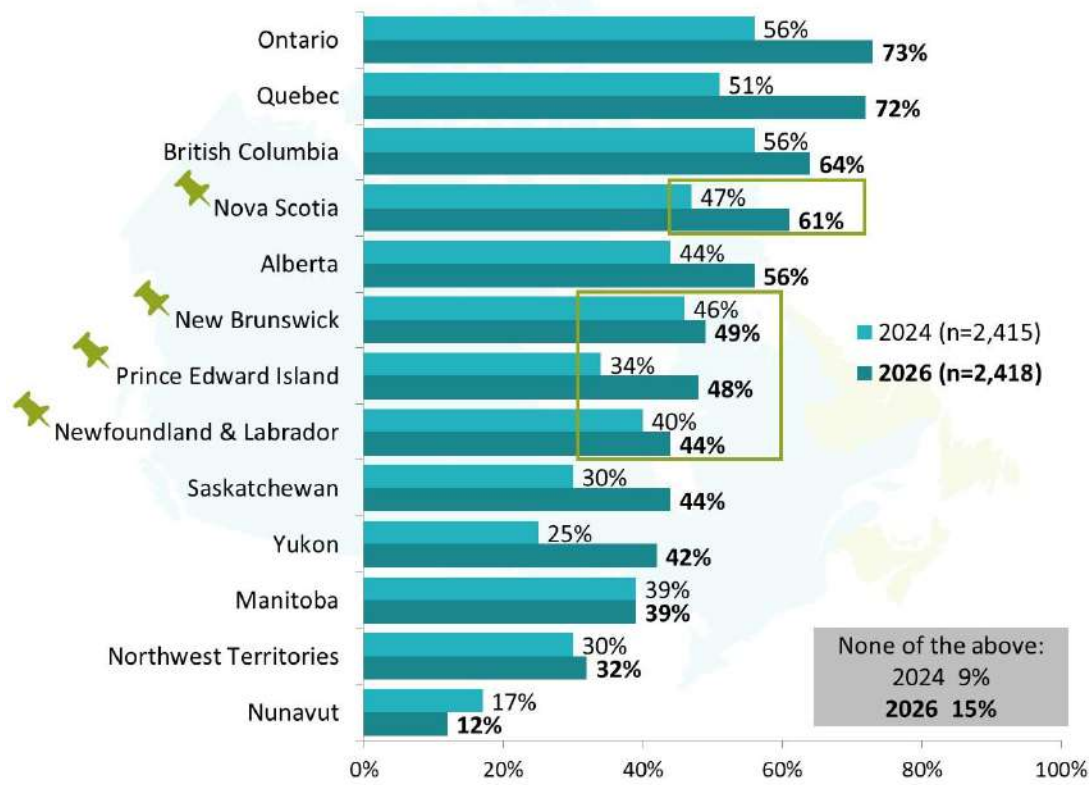 Ontario
56%
73%
Quebec
51%
72%
British Columbia
56%
64%
Nova Scotia
47%
61%
Alberta
44%
56%
New Brunswick
46%
49%
Prince Edward Island
34%
48%
Newfoundland & Labrador
40%
44%
Saskatchewan
30%
44%
Yukon
25%
42%
Manitoba
39%
39%
Northwest Territories
30%
32%
Nunavut
17%
12%
2024 (n=2,415)
2026 (n=2,418)
None of the above:
2024 9%
2026 15%
0% 20% 40% 60% 80% 100%